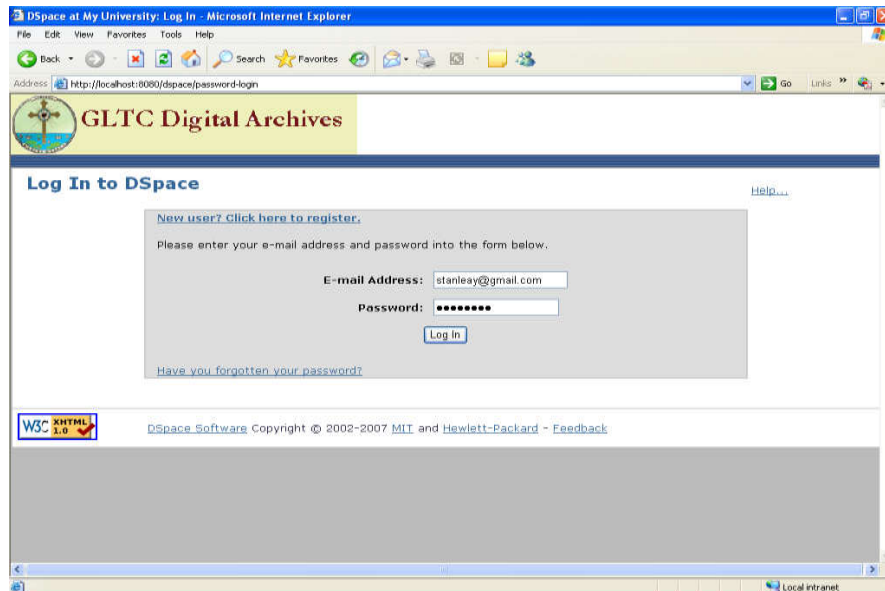 DSpace at My University: Log In - Microsoft Internet Explorer
File Edit View Favorites Tools Help
Back Search Favorites
Address http://localhost:8080/dspace/password-login Go Links »
GLTC Digital Archives
Log In to DSpace
Help...
New user? Click here to register.
Please enter your e-mail address and password into the form below.
E-mail Address: stanleay@gmail.com
Password: ●●●●●●●●
Log In
Have you forgotten your password?
W3C XHTML 1.0
DSpace Software Copyright © 2002-2007 MIT and Hewlett-Packard - Feedback
Local intranet